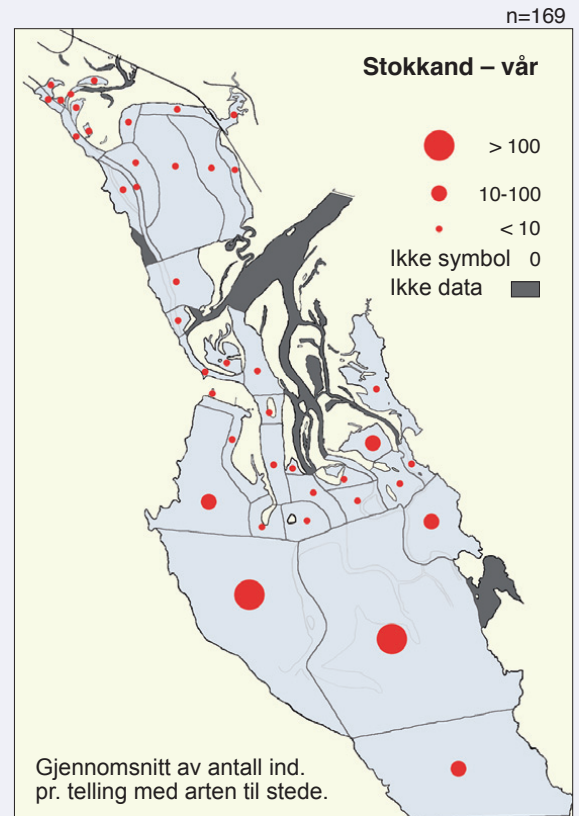 n=169
Stokkand – vår
> 100
10-100
< 10
Ikke symbol 0
Ikke data
Gjennomsnitt av antall ind.
pr. telling med arten til stede.